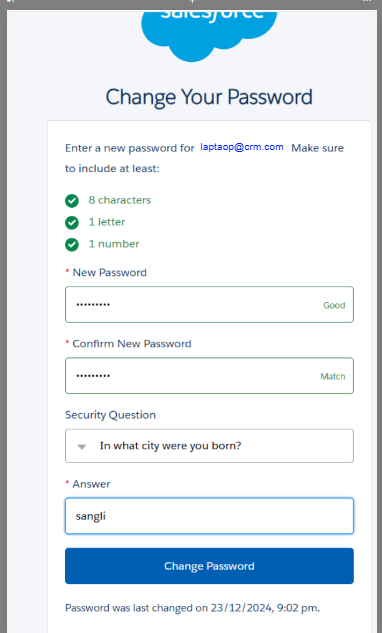 salesforce
Change Your Password
Enter a new password for laptaop@crm.com Make sure
to include at least:
8 characters
1 letter
1 number
* New Password
••••••••• Good
* Confirm New Password
••••••••• Match
Security Question
In what city were you born?
* Answer
sangli
Change Password
Password was last changed on 23/12/2024, 9:02 pm.